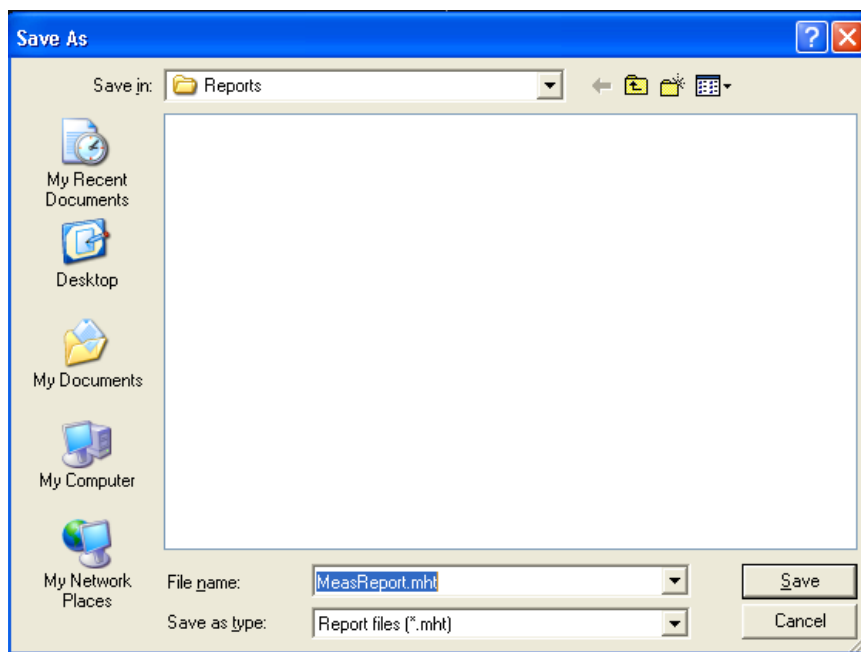 Save As
Save in:
Reports
My Recent
Documents
Desktop
My Documents
My Computer
My Network
Places
File name:
MeasReport.mht
Save
Save as type:
Report files (*.mht)
Cancel